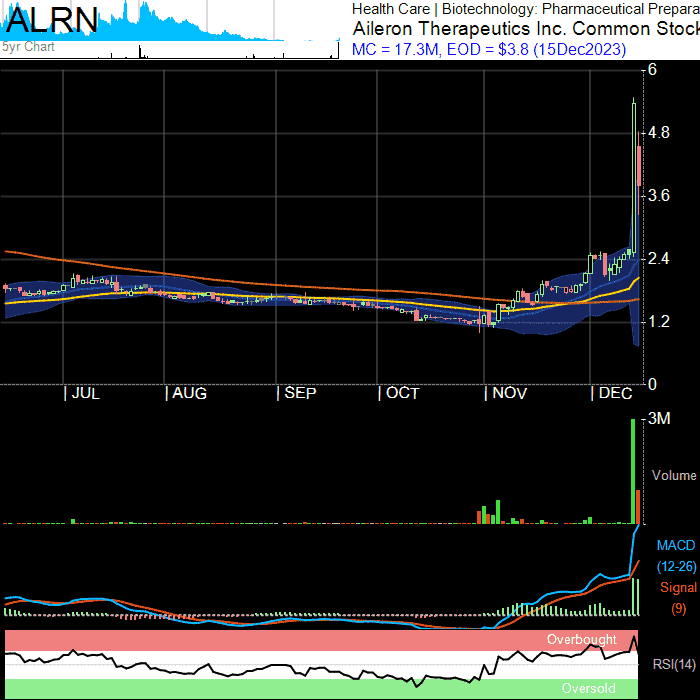 ALRN
5yr Chart
Health Care | Biotechnology: Pharmaceutical Prepara
Aileron Therapeutics Inc. Common Stock
MC = 17.3M, EOD = $3.8 (15Dec2023)
6
4.8
3.6
2.4
1.2
0
| JUL | AUG | SEP | OCT | NOV | DEC
3M
Volume
MACD
(12-26)
Signal
(9)
Overbought
RSI(14)
Oversold